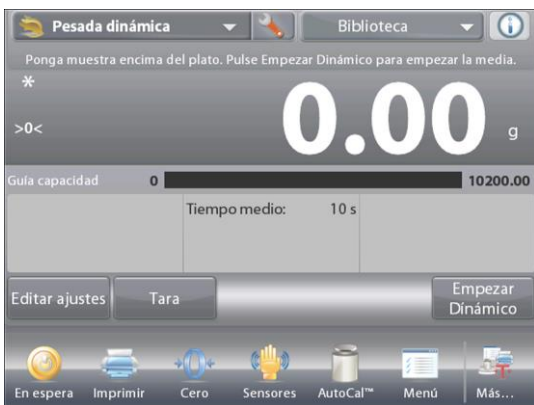 Pesada dinámica
Biblioteca
Ponga muestra encima del plato. Pulse Empezar Dinámico para empezar la media.
*
>0<
0.00 g
Guía capacidad 0 10200.00
Tiempo medio: 10 s
Editar ajustes
Tara
Empezar
Dínámico
En espera
Imprimir
Cero
Sensores
AutoCal™
Menú
Más...